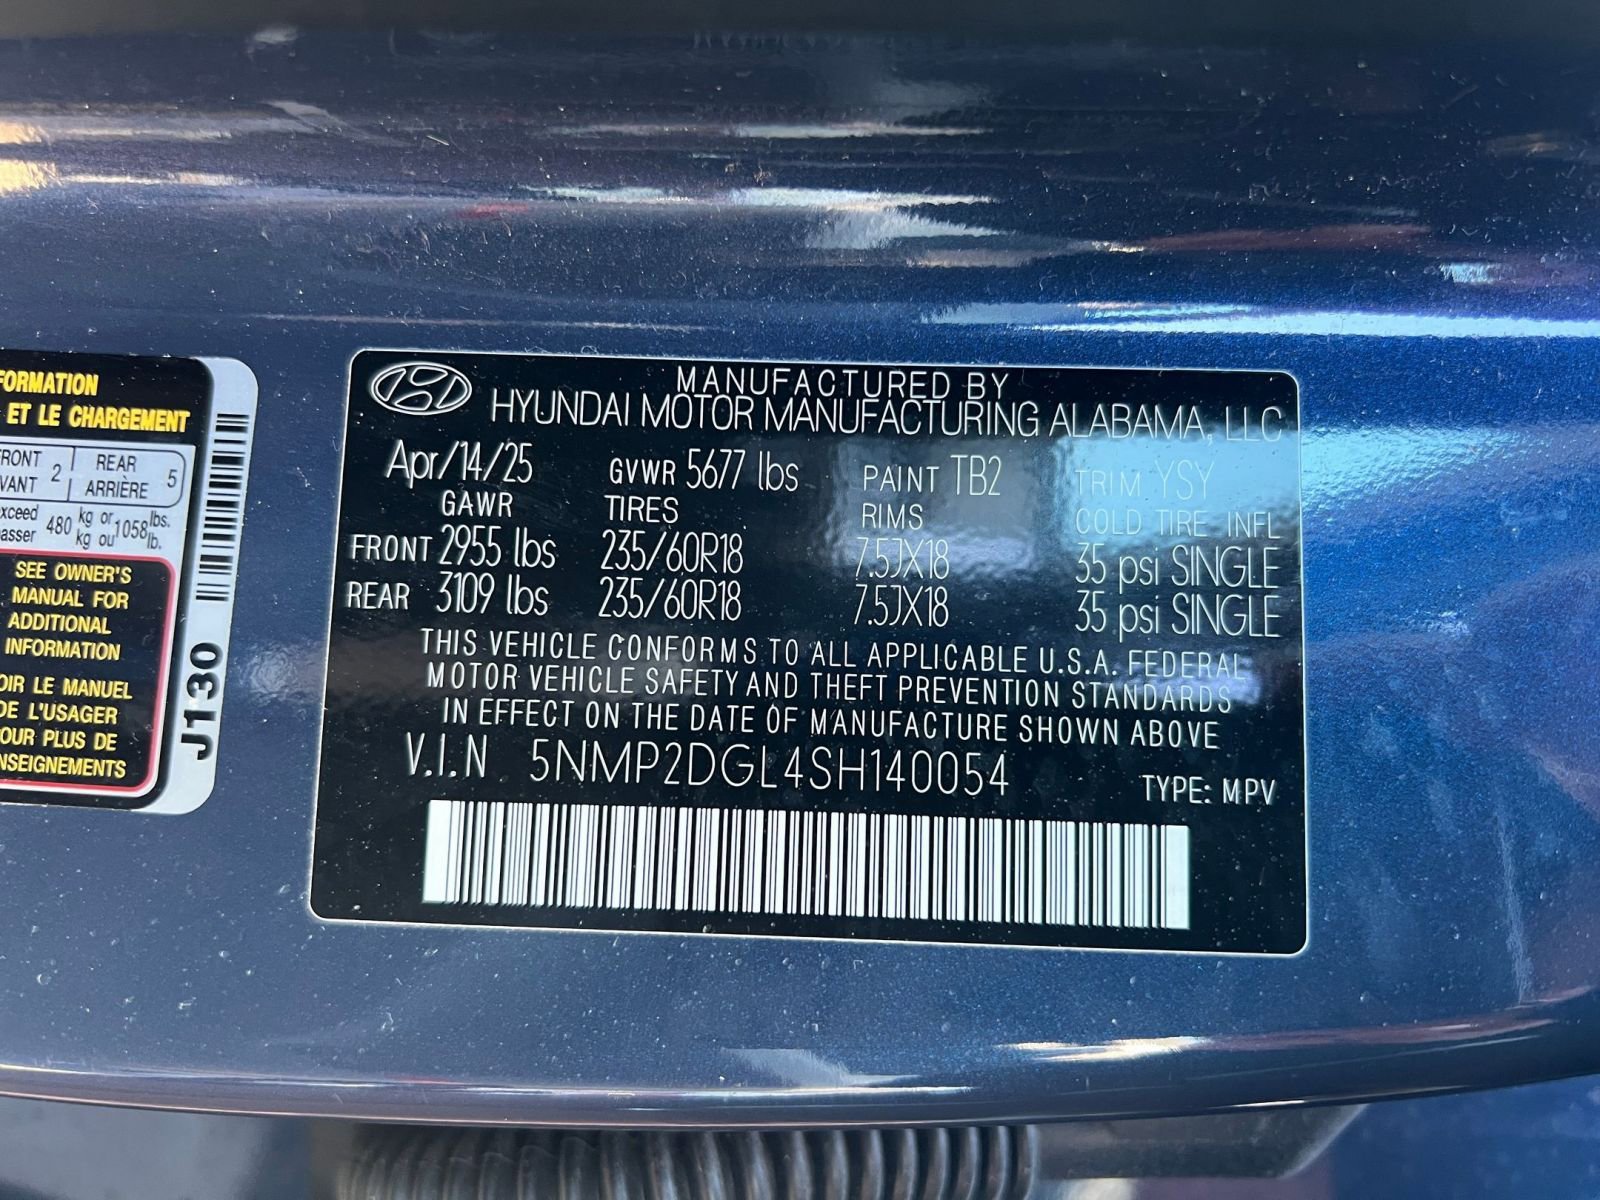 FORMATION
ET LE CHARGEMENT
FRONT 2 REAR 5
AVANT ARRIÈRE
exceed 480 kg or 1058 lbs.
passer kg ou lb.
SEE OWNER'S
MANUAL FOR
ADDITIONAL
INFORMATION
OIR LE MANUEL
DE L'USAGER
OUR PLUS DE
NSEIGNEMENTS
J130
MANUFACTURED BY
HYUNDAI MOTOR MANUFACTURING ALABAMA, LLC
Apr/14/25 GVWR 5677 lbs PAINT TB2 TRIM YSY
GAWR TIRES RIMS COLD TIRE INFL
FRONT 2955 lbs 235/60R18 7.5JX18 35 psi SINGLE
REAR 3109 lbs 235/60R18 7.5JX18 35 psi SINGLE
THIS VEHICLE CONFORMS TO ALL APPLICABLE U.S.A. FEDERAL
MOTOR VEHICLE SAFETY AND THEFT PREVENTION STANDARDS
IN EFFECT ON THE DATE OF MANUFACTURE SHOWN ABOVE
V.I.N 5NMP2DGL4SH140054 TYPE: MPV